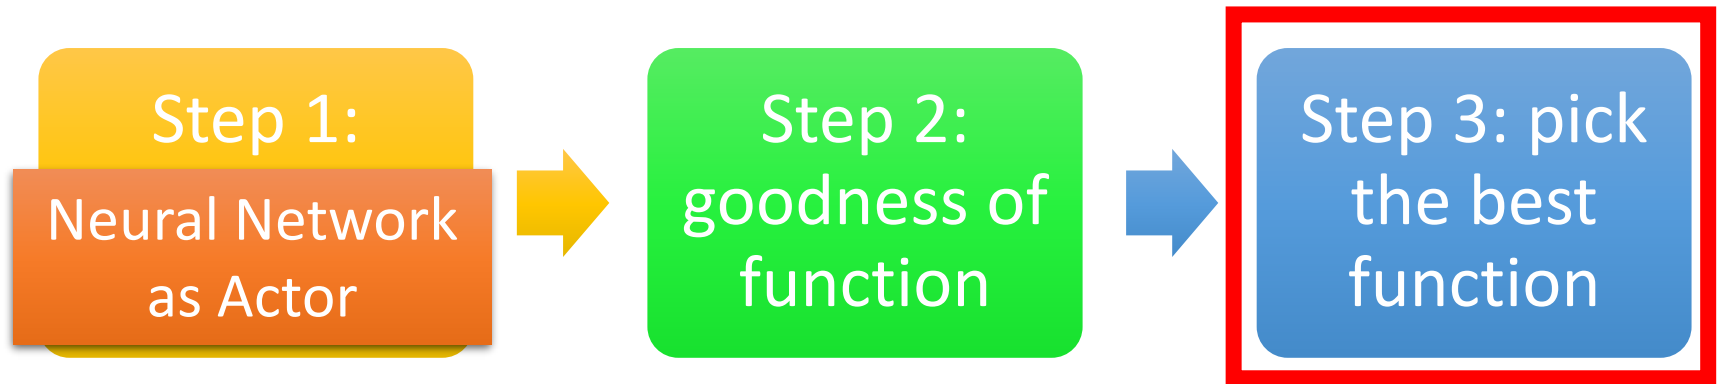 Step 1:
Neural Network
as Actor
Step 2:
goodness of
function
Step 3: pick
the best
function